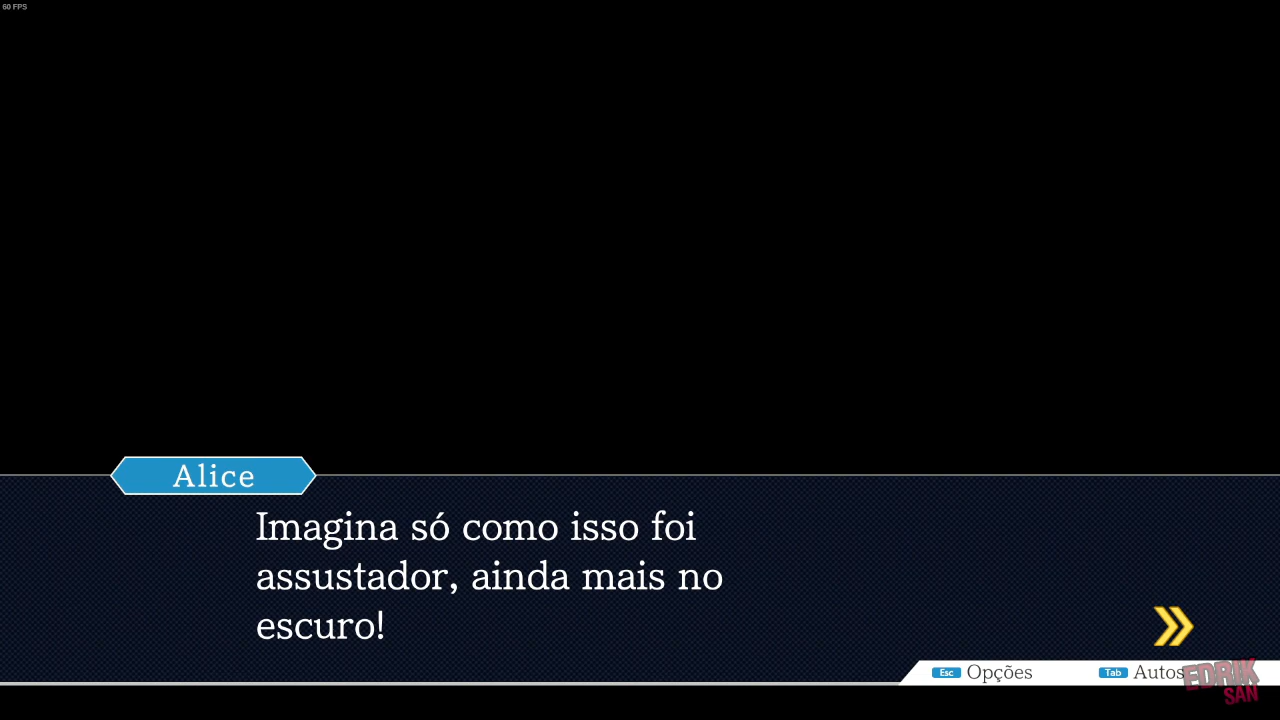 60 FPS
Alice
Imagina só como isso foi
assustador, ainda mais no
escuro!
Esc Opções
Tab Autos
EDRIK
SAN